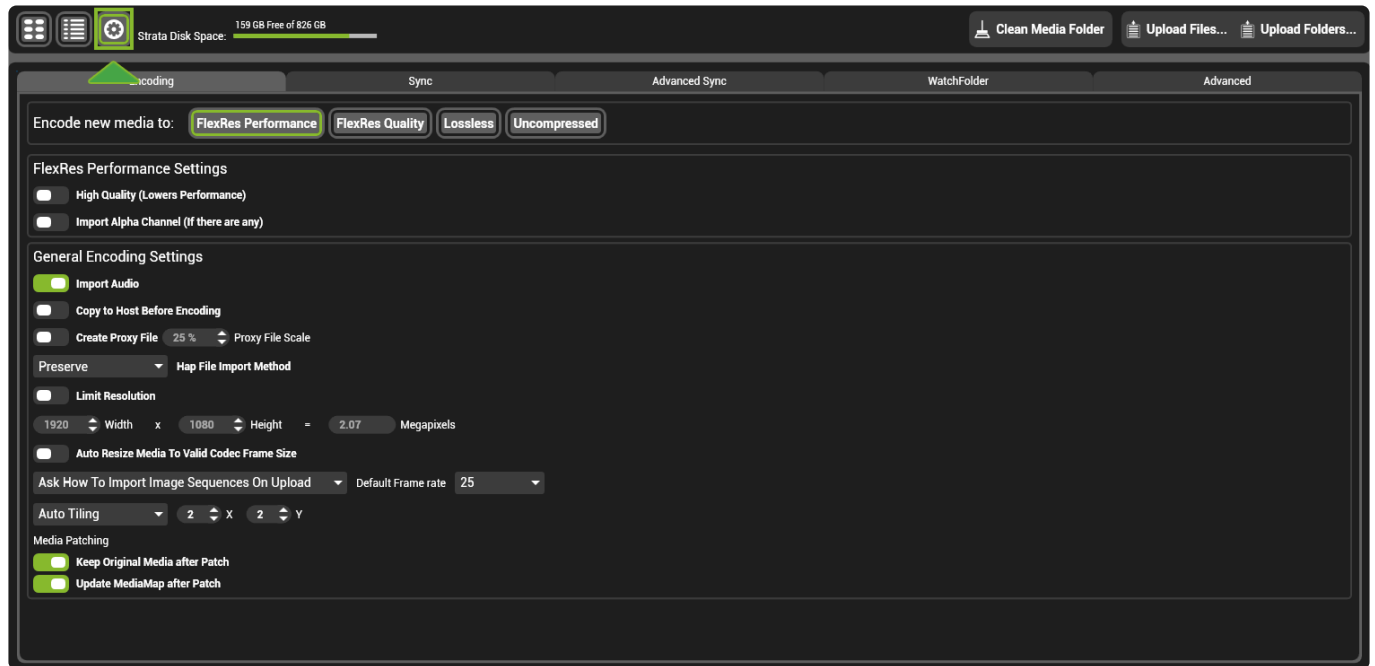 Strata Disk Space: 159 GB Free of 826 GB
Clean Media Folder Upload Files... Upload Folders...
Sync Advanced Sync WatchFolder Advanced
Encode new media to: FlexRes Performance FlexRes Quality Lossless Uncompressed
FlexRes Performance Settings
High Quality (Lowers Performance)
Import Alpha Channel (If there are any)
General Encoding Settings
Import Audio
Copy to Host Before Encoding
Create Proxy File 25 % Proxy File Scale
Preserve Hap File Import Method
Limit Resolution
1920 Width x 1080 Height = 2.07 Megapixels
Auto Resize Media To Valid Codec Frame Size
Ask How To Import Image Sequences On Upload Default Frame rate 25
Auto Tiling 2 X 2 Y
Media Patching
Keep Original Media after Patch
Update MediaMap after Patch